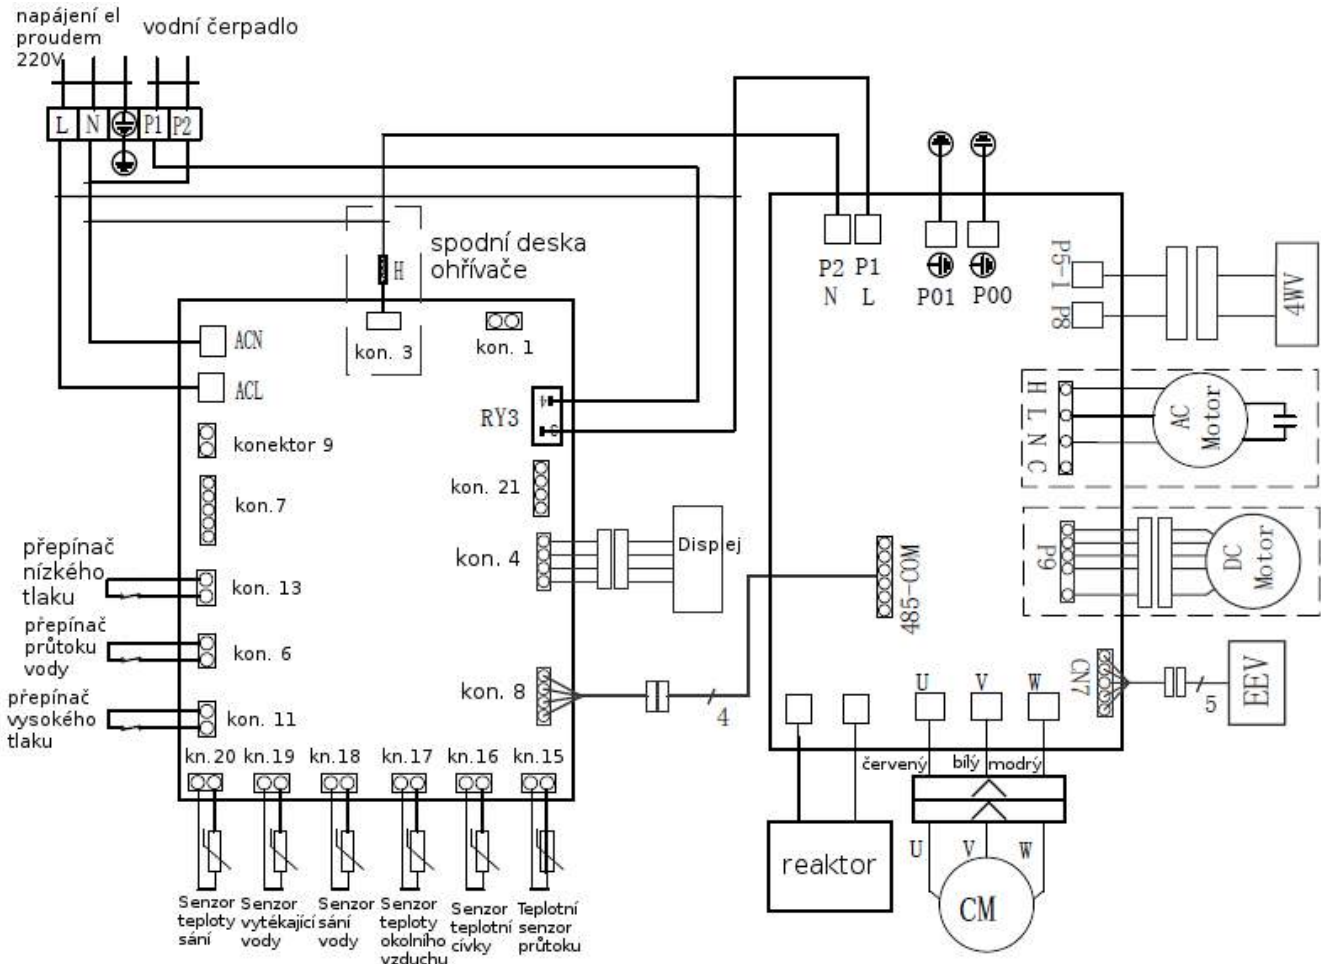 napájení el
proudem
220V
vodní čerpadlo
L N P1 P2
spodní deska
ohřívače
H
kon. 3
kon. 1
ACN
ACL
RY3
4
3
konektor 9
kon. 21
kon.7
kon. 4
Displej
přepínač
nízkého
tlaku
kon. 13
přepínač
průtoku
vody
kon. 6
kon. 8
4
přepínač
vysokého
tlaku
kon. 11
kn.20 kn.19 kn.18 kn.17 kn.16 kn.15
Senzor
teploty
sání
Senzor
vytékající
vody
Senzor
sání
vody
Senzor
teploty
okolního
vzduchu
Senzor
teplotní
cívky
Teplotní
senzor
průtoku
P2 P1
N L
P01 P00
P5-1
P8
4WV
H L N C
AC
Motor
P9
DC
Motor
485-COM
CN7
5
EEV
U V W
červený bílý modrý
reaktor
U V W
CM